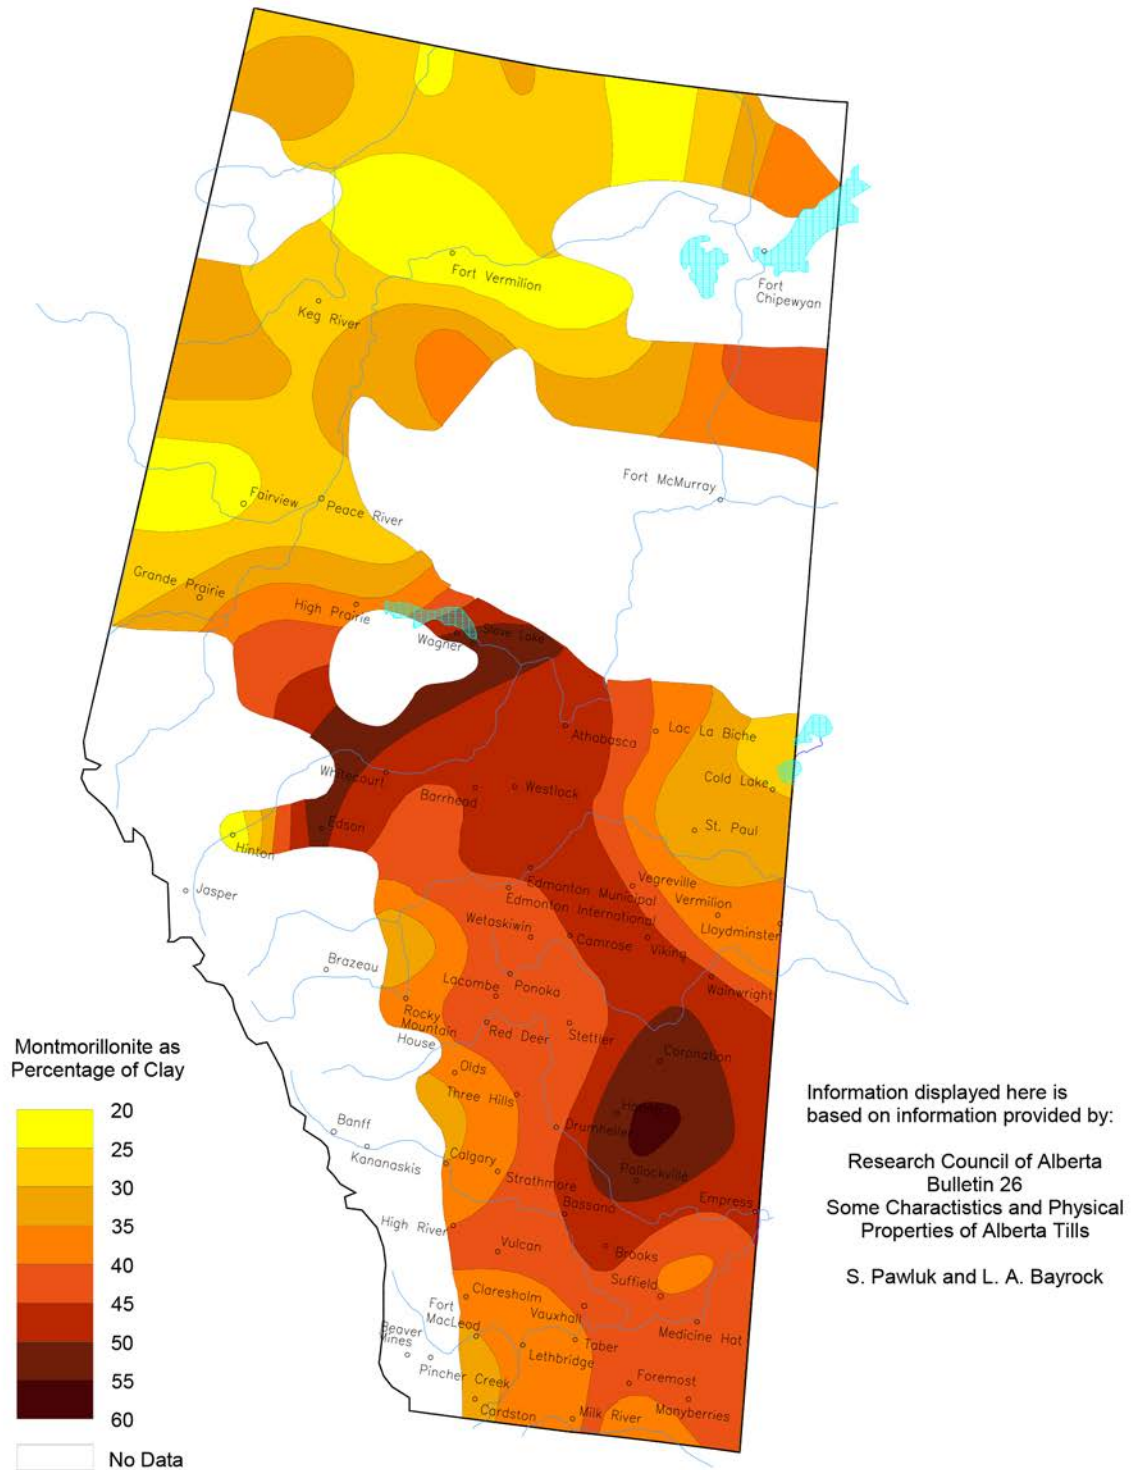 Fort Vermilion
Fort
Chipewyan
Keg River
Fort McMurray
Fairview
Peace River
Grande Prairie
High Prairie
Slave Lake
Wagner
Athabasca
Lac La Biche
Whitecourt
Cold Lake
Barrhead
Westlock
Edson
St. Paul
Hinton
Jasper
Edmonton Municipal
Vegreville
Edmonton International
Vermilion
Wetaskiwin
Lloydminster
Camrose
Viking
Brazeau
Lacombe
Ponoka
Wainwright
Rocky
Mountain
House
Red Deer
Stettler
Coronation
Olds
Three Hills
Drumheller
Banff
Kananaskis
Calgary
Strathmore
Pollockville
Empress
Bassano
High River
Vulcan
Brooks
Suffield
Claresholm
Fort
MacLeod
Vauxhall
Medicine Hat
Beaver
Mines
Taber
Lethbridge
Pincher Creek
Foremost
Cardston
Milk River
Manyberries
Montmorillonite as
Percentage of Clay
20
25
30
35
40
45
50
55
60
No Data
Information displayed here is
based on information provided by:
Research Council of Alberta
Bulletin 26
Some Charactistics and Physical
Properties of Alberta Tills
S. Pawluk and L. A. Bayrock